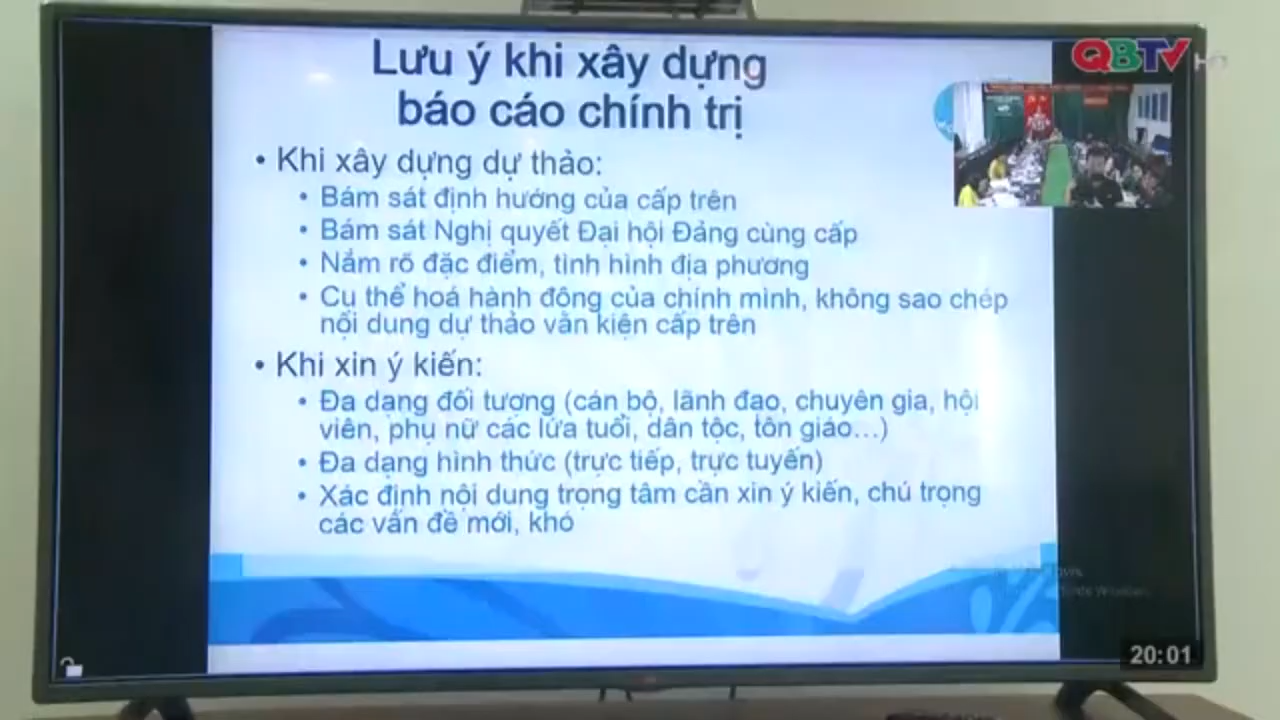 Lưu ý khi xây dựng
báo cáo chính trị
QBTV
• Khi xây dựng dự thảo:
• Bám sát định hướng của cấp trên
• Bám sát Nghị quyết Đại hội Đảng cùng cấp
• Nắm rõ đặc điểm, tình hình địa phương
• Cụ thể hoá hành động của chính mình, không sao chép
nội dung dự thảo văn kiện cấp trên
• Khi xin ý kiến:
• Đa dạng đối tượng (cán bộ, lãnh đạo, chuyên gia, hội
viên, phụ nữ các lứa tuổi, dân tộc, tôn giáo...)
• Đa dạng hình thức (trực tiếp, trực tuyến)
• Xác định nội dung trọng tâm cần xin ý kiến, chú trọng
các vấn đề mới, khó
20:01